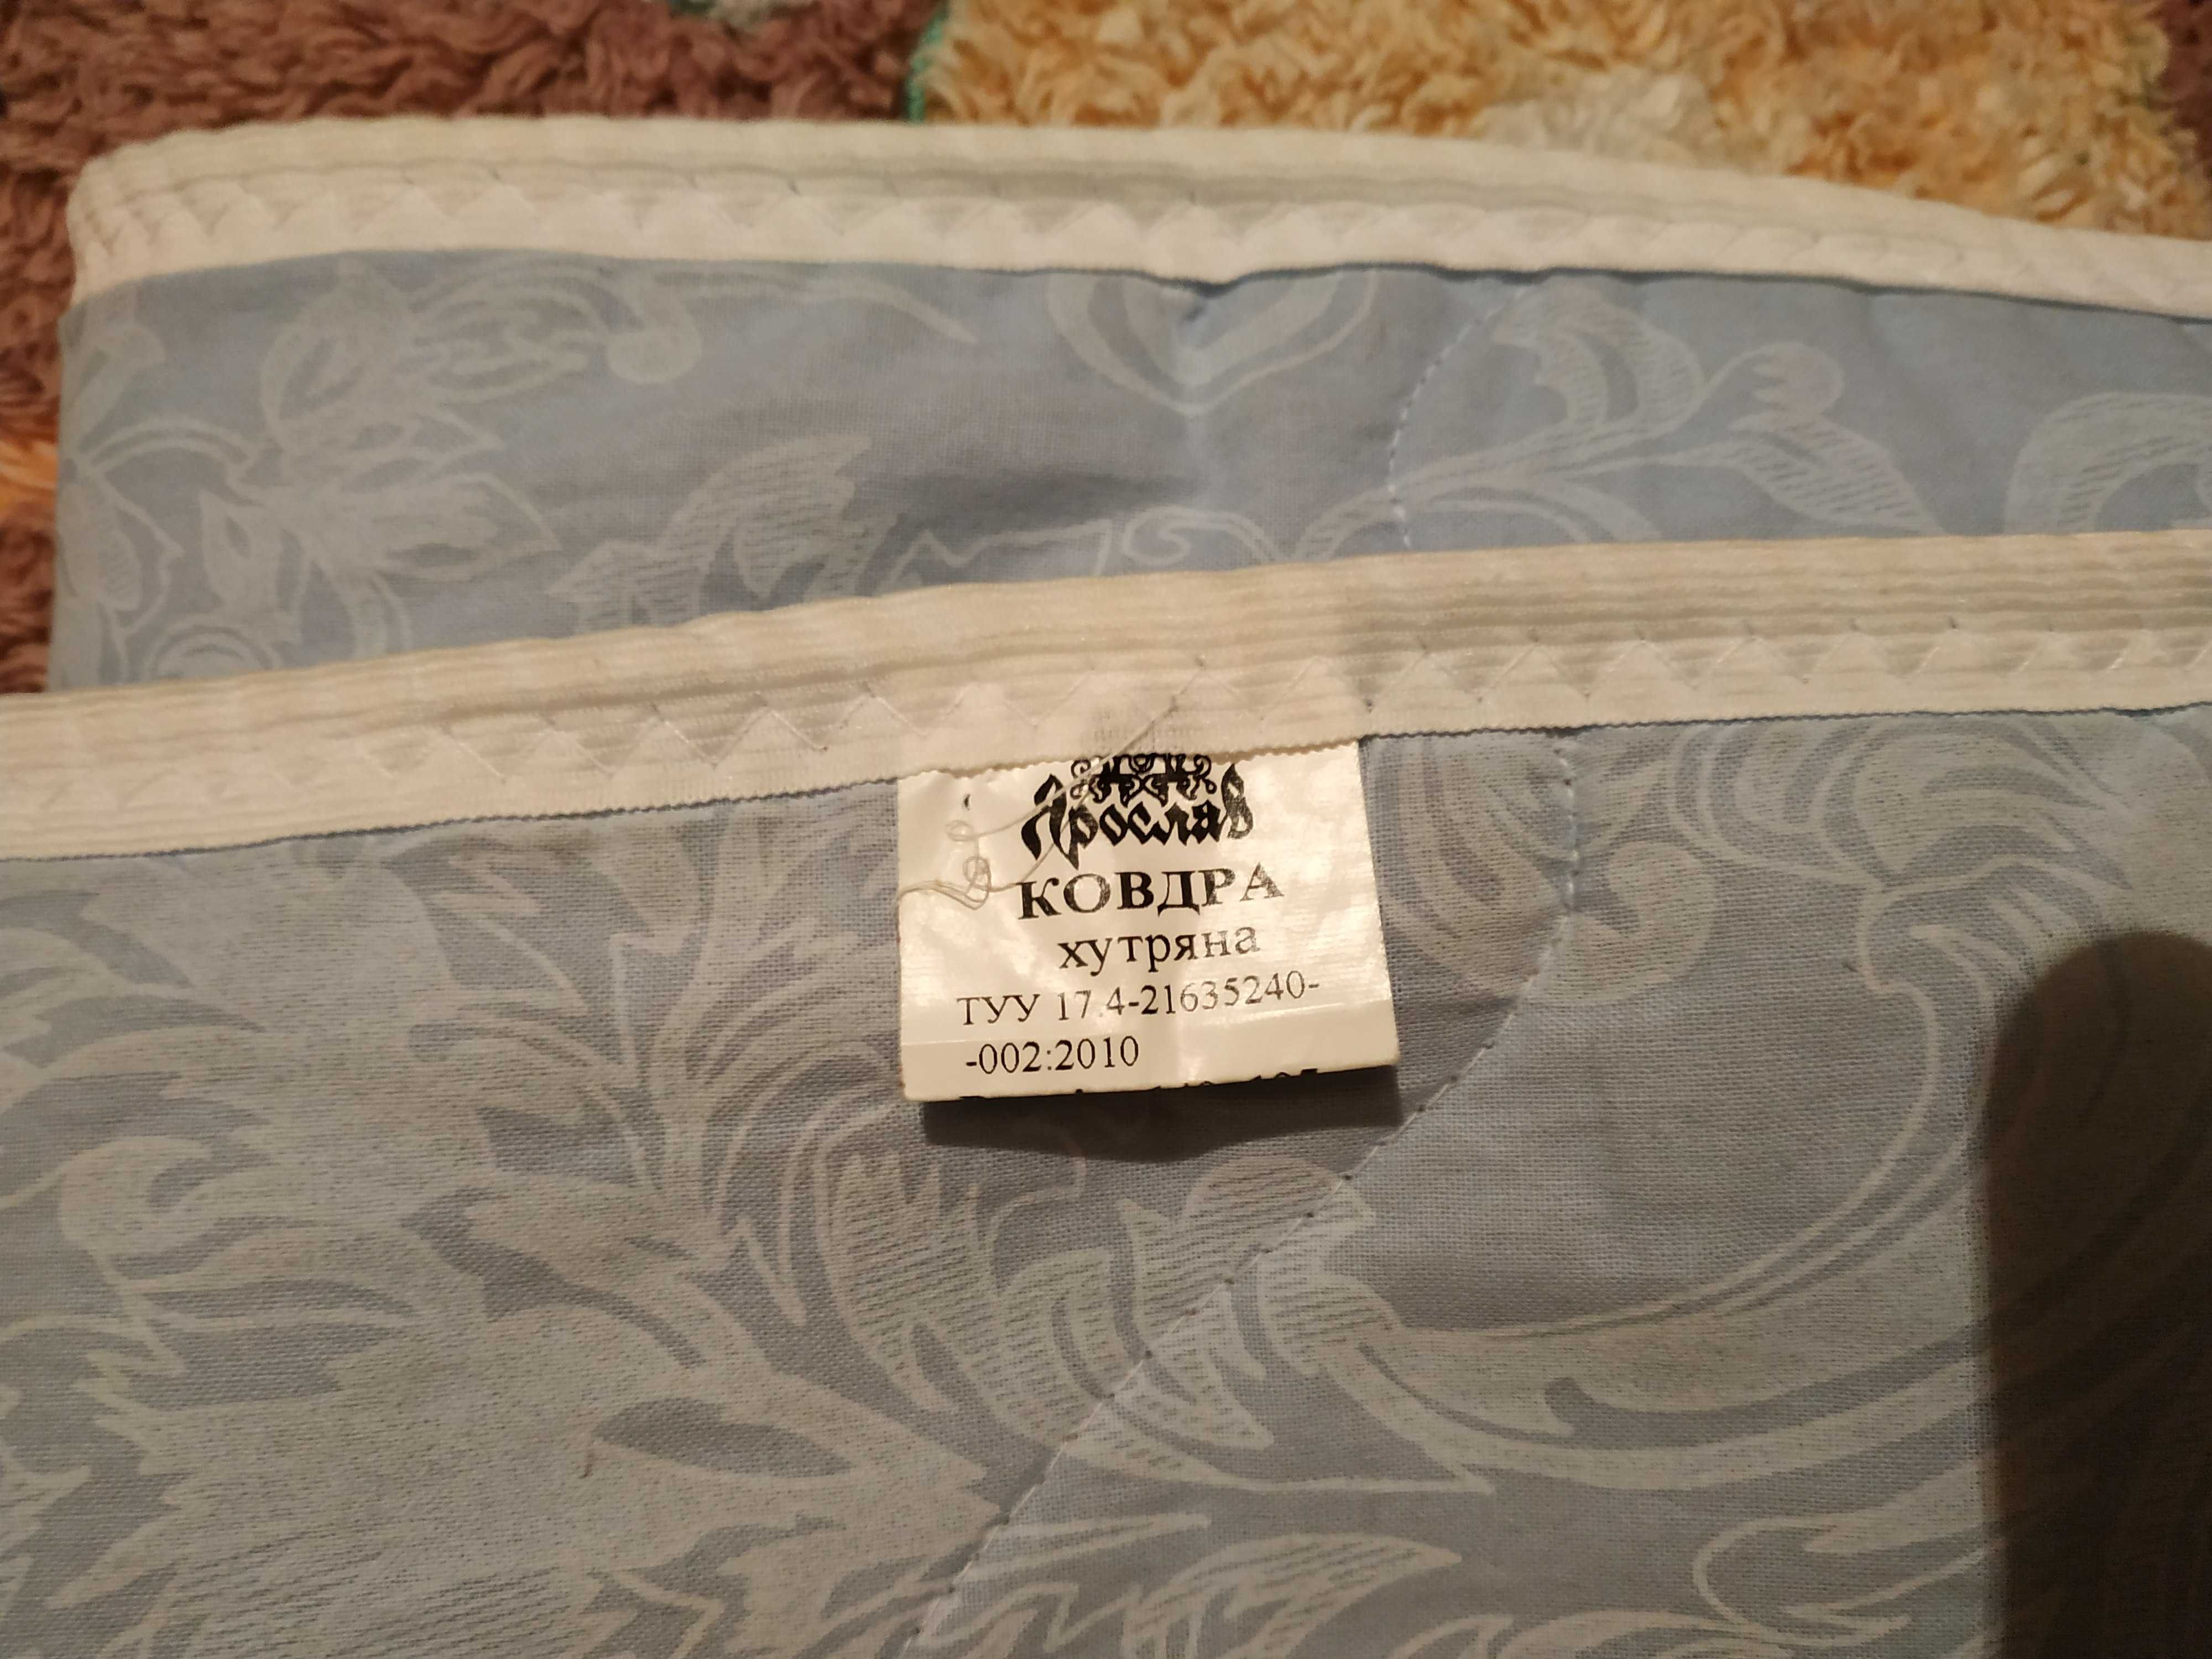 Ярослав
КОВДРА
хутряна
ТУУ 17.4-21635240-
-002:2010